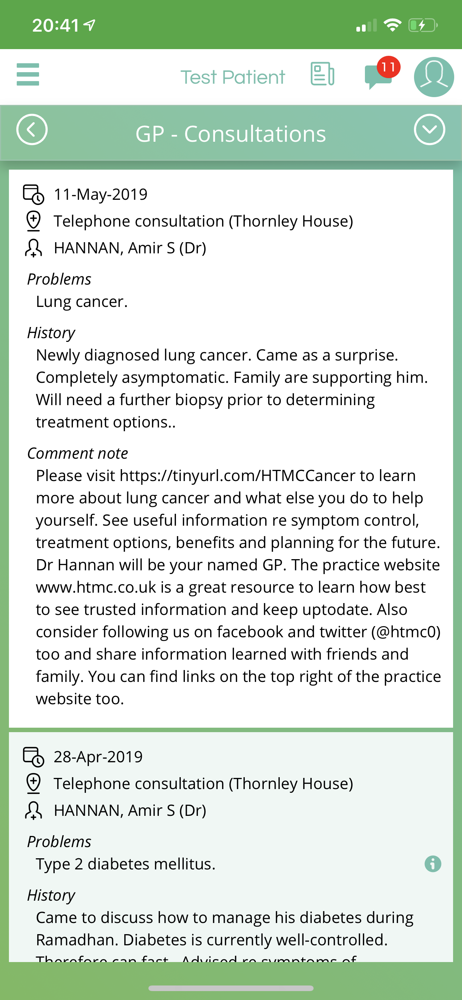 20:41
Test Patient
11
GP - Consultations
11-May-2019
Telephone consultation (Thornley House)
HANNAN, Amir S (Dr)
Problems
Lung cancer.
History
Newly diagnosed lung cancer. Came as a surprise.
Completely asymptomatic. Family are supporting him.
Will need a further biopsy prior to determining
treatment options..
Comment note
Please visit https://tinyurl.com/HTMCCancer to learn
more about lung cancer and what else you do to help
yourself. See useful information re symptom control,
treatment options, benefits and planning for the future.
Dr Hannan will be your named GP. The practice website
www.htmc.co.uk is a great resource to learn how best
to see trusted information and keep uptodate. Also
consider following us on facebook and twitter (@htmc0)
too and share information learned with friends and
family. You can find links on the top right of the practice
website too.
28-Apr-2019
Telephone consultation (Thornley House)
HANNAN, Amir S (Dr)
Problems
Type 2 diabetes mellitus.
History
Came to discuss how to manage his diabetes during
Ramadhan. Diabetes is currently well-controlled.
Therefore can fast. Advised re symptoms of